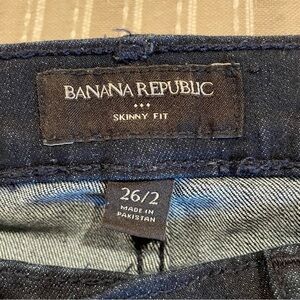 BANANA REPUBLIC
SKINNY FIT
26/2
MADE IN
PAKISTAN